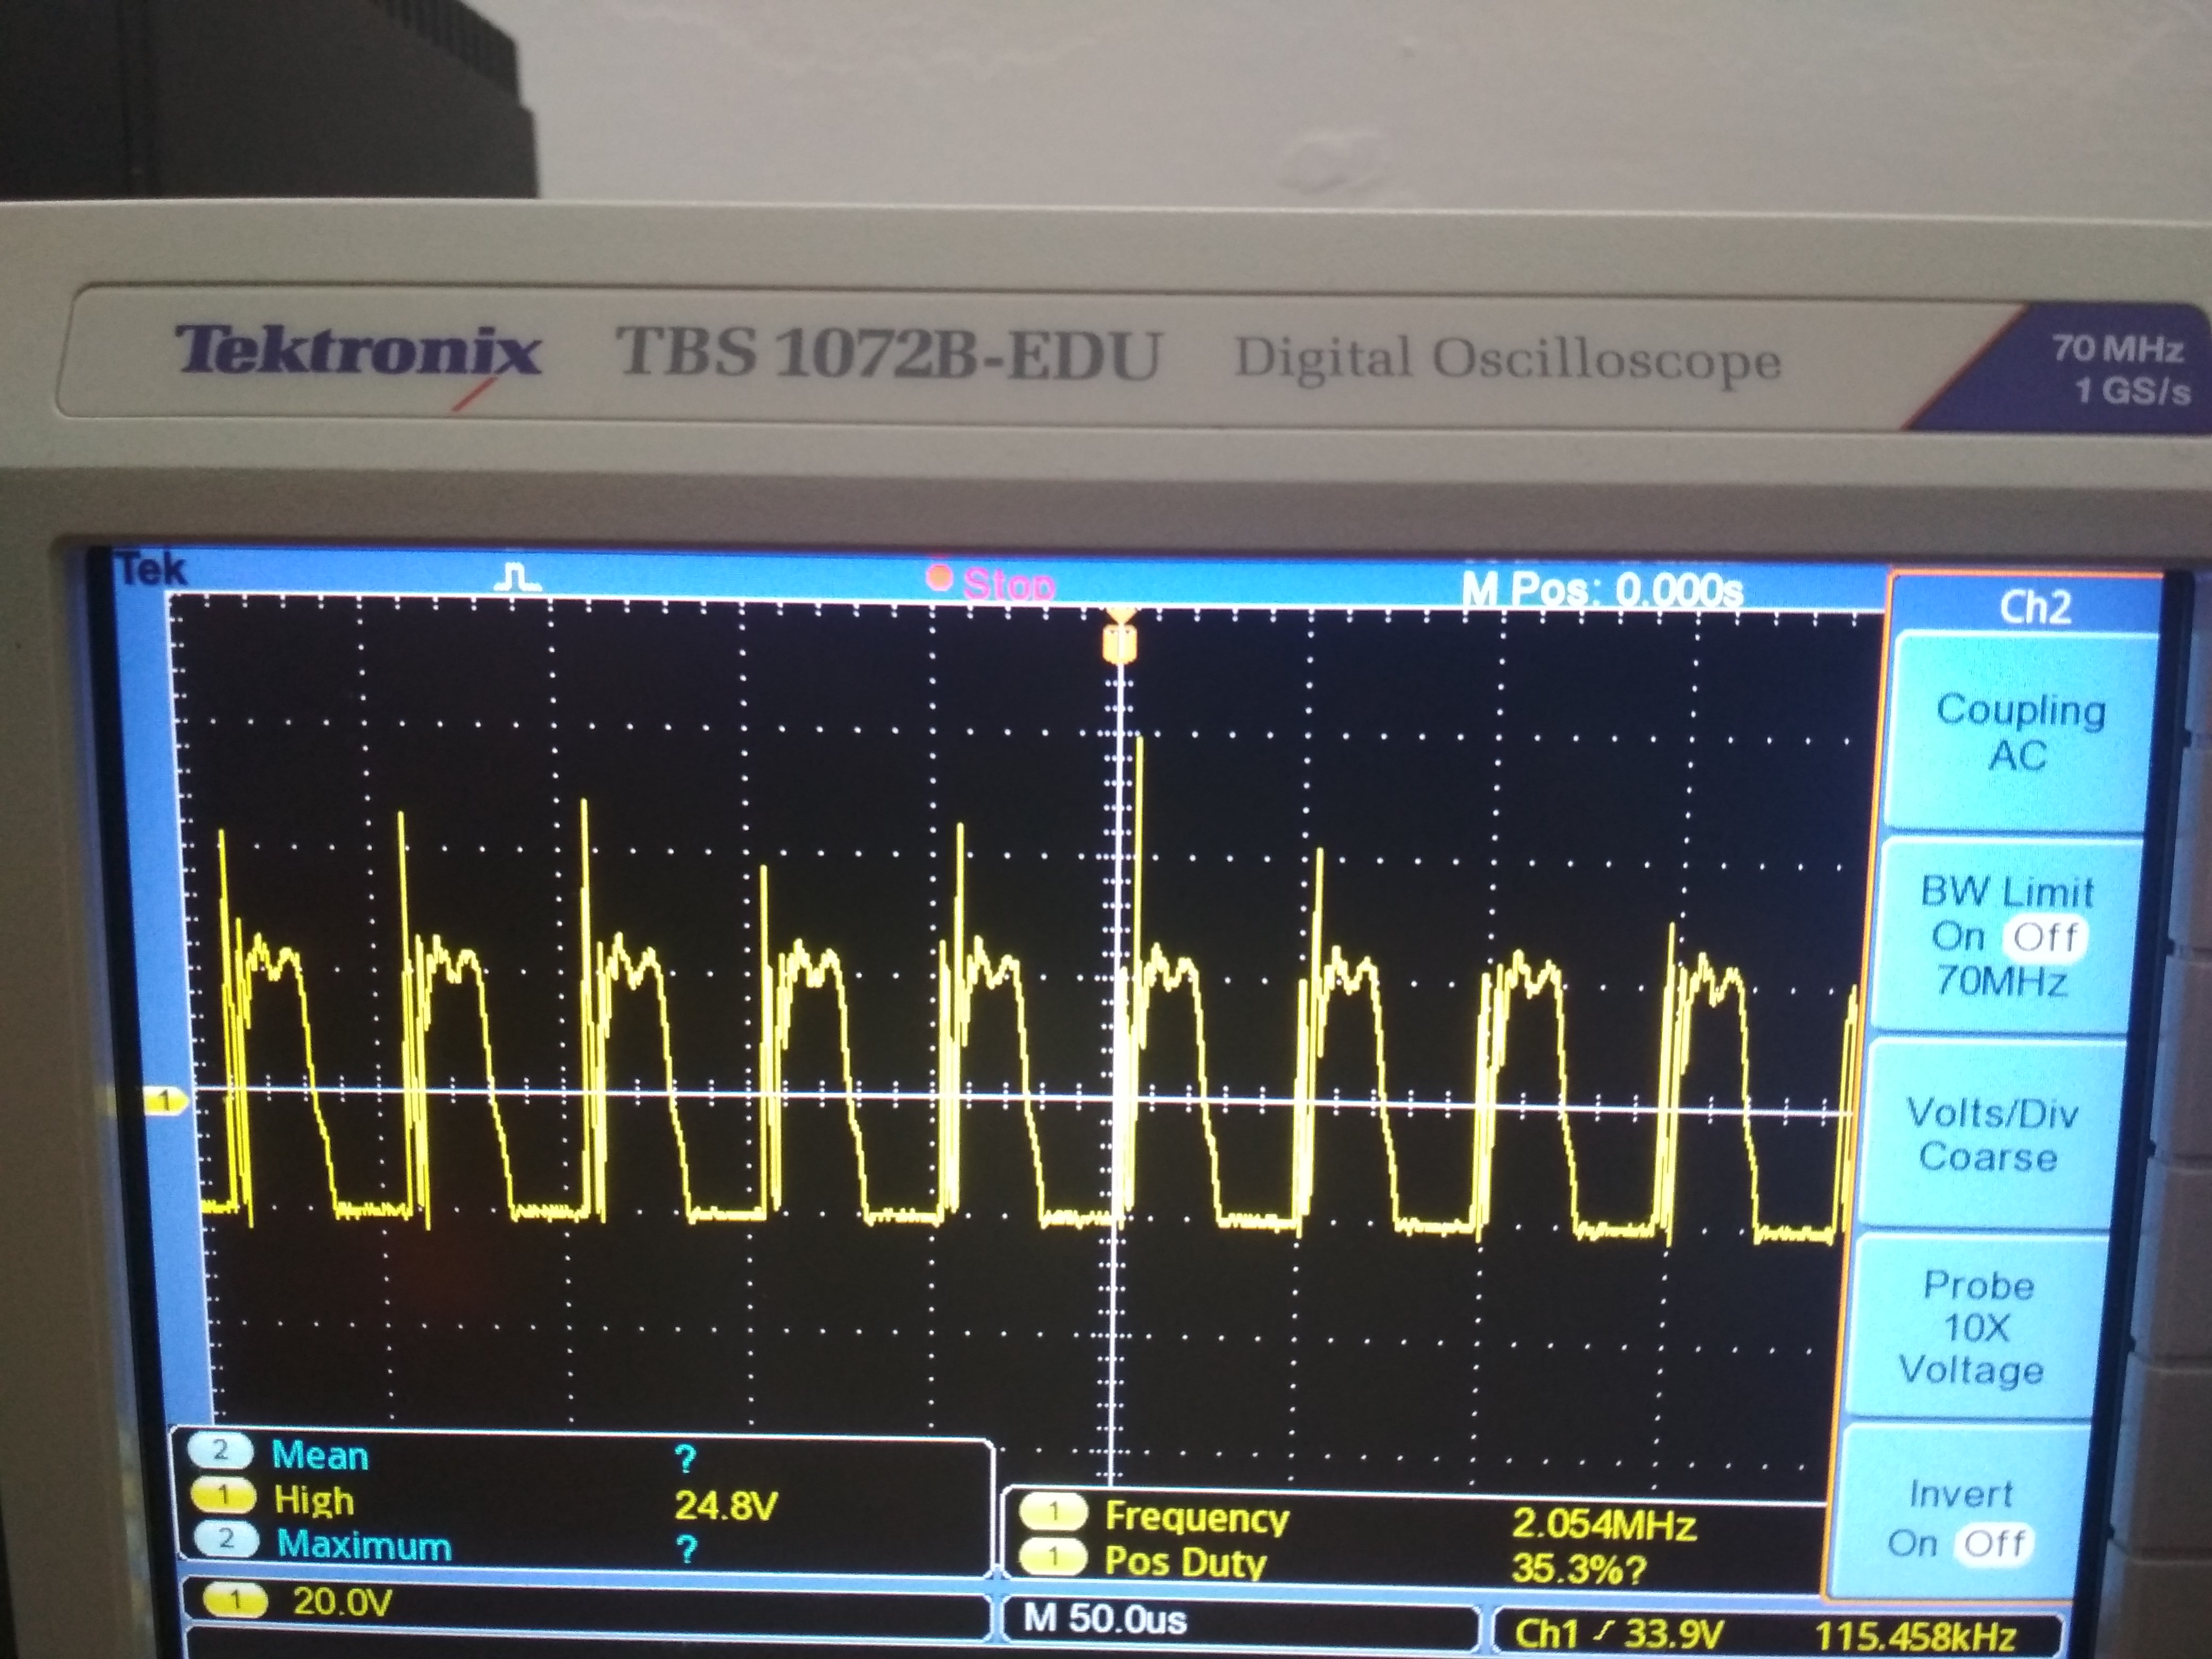 Tektronix TBS 1072B-EDU Digital Oscilloscope
70 MHz
1 GS/s
Tek Stop M Pos: 0.000s
Ch2
Coupling
AC
BW Limit
On Off
70MHz
Volts/Div
Coarse
Probe
10X
Voltage
Invert
On Off
1
2 Mean ?
1 High 24.8V
2 Maximum ?
1 Frequency 2.054MHz
1 Pos Duty 35.3%?
1 20.0V
M 50.0us
Ch1 33.9V 115.458kHz